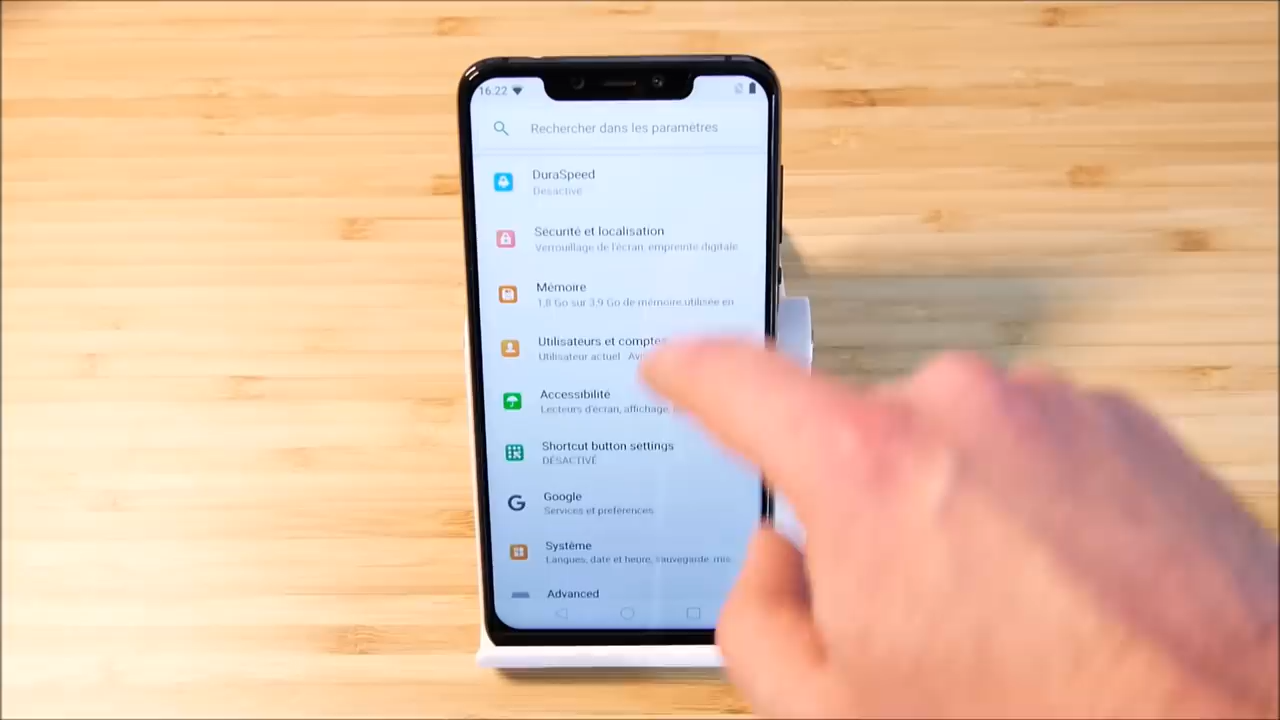 16.22
Rechercher dans les paramètres
DuraSpeed
Désactivé
Sécurité et localisation
Verrouillage de l'écran, empreinte digitale
Mémoire
1,8 Go sur 3,9 Go de mémoire utilisée en
Utilisateurs et comptes
Utilisateur actuel
Accessibilité
Lecteurs d'écran, affichage,
Shortcut button settings
DÉSACTIVÉ
Google
Services et préférences
Système
Langues, date et heure, sauvegarde, mis
Advanced